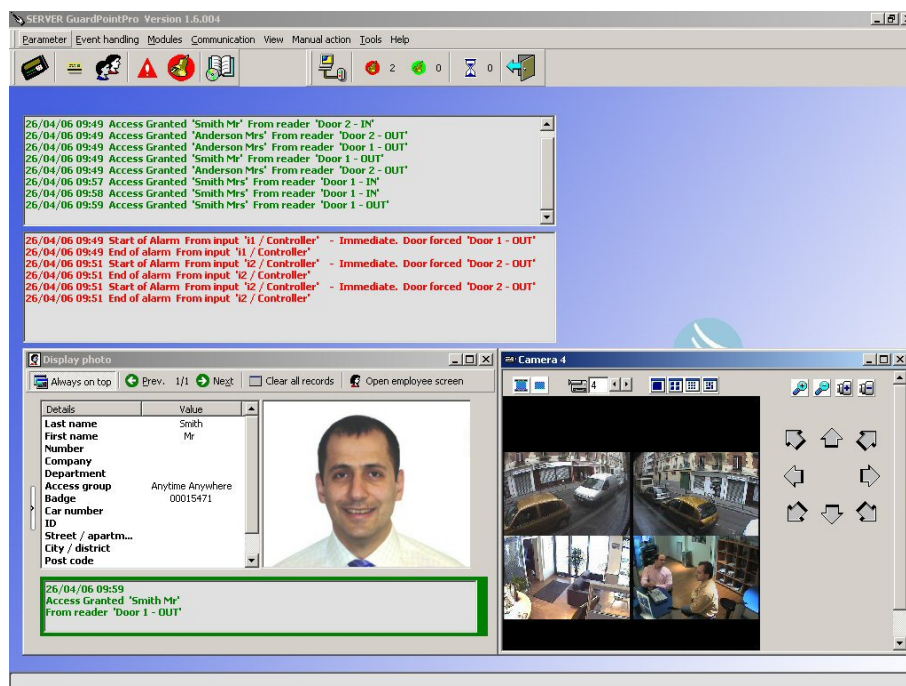 SERVER GuardPointPro Version 1.6.004
Parameter Event handling Modules Communication View Manual action Tools Help
2 0 0
26/04/06 09:49 Access Granted 'Smith Mr' From reader 'Door 2 - IN'
26/04/06 09:49 Access Granted 'Anderson Mrs' From reader 'Door 2 - OUT'
26/04/06 09:49 Access Granted 'Anderson Mrs' From reader 'Door 1 - OUT'
26/04/06 09:49 Access Granted 'Smith Mr' From reader 'Door 1 - OUT'
26/04/06 09:49 Access Granted 'Anderson Mrs' From reader 'Door 2 - OUT'
26/04/06 09:57 Access Granted 'Smith Mrs' From reader 'Door 1 - IN'
26/04/06 09:58 Access Granted 'Smith Mrs' From reader 'Door 1 - IN'
26/04/06 09:59 Access Granted 'Smith Mrs' From reader 'Door 1 - OUT'
26/04/06 09:49 Start of Alarm From input 'i1 / Controller' - Immediate. Door forced 'Door 1 - OUT'
26/04/06 09:49 End of alarm From input 'i1 / Controller'
26/04/06 09:51 Start of Alarm From input 'i2 / Controller' - Immediate. Door forced 'Door 2 - OUT'
26/04/06 09:51 End of alarm From input 'i2 / Controller'
26/04/06 09:51 Start of Alarm From input 'i2 / Controller' - Immediate. Door forced 'Door 2 - OUT'
26/04/06 09:51 End of alarm From input 'i2 / Controller'
Display photo
Always on top Prev. 1/1 Next Clear all records Open employee screen
Details Value
Last name Smith
First name Mr
Number
Company
Department
Access group Anytime Anywhere
Badge 00015471
Car number
ID
Street / apartm...
City / district
Post code
26/04/06 09:59
Access Granted 'Smith Mr'
From reader 'Door 1 - OUT'
Camera 4
4